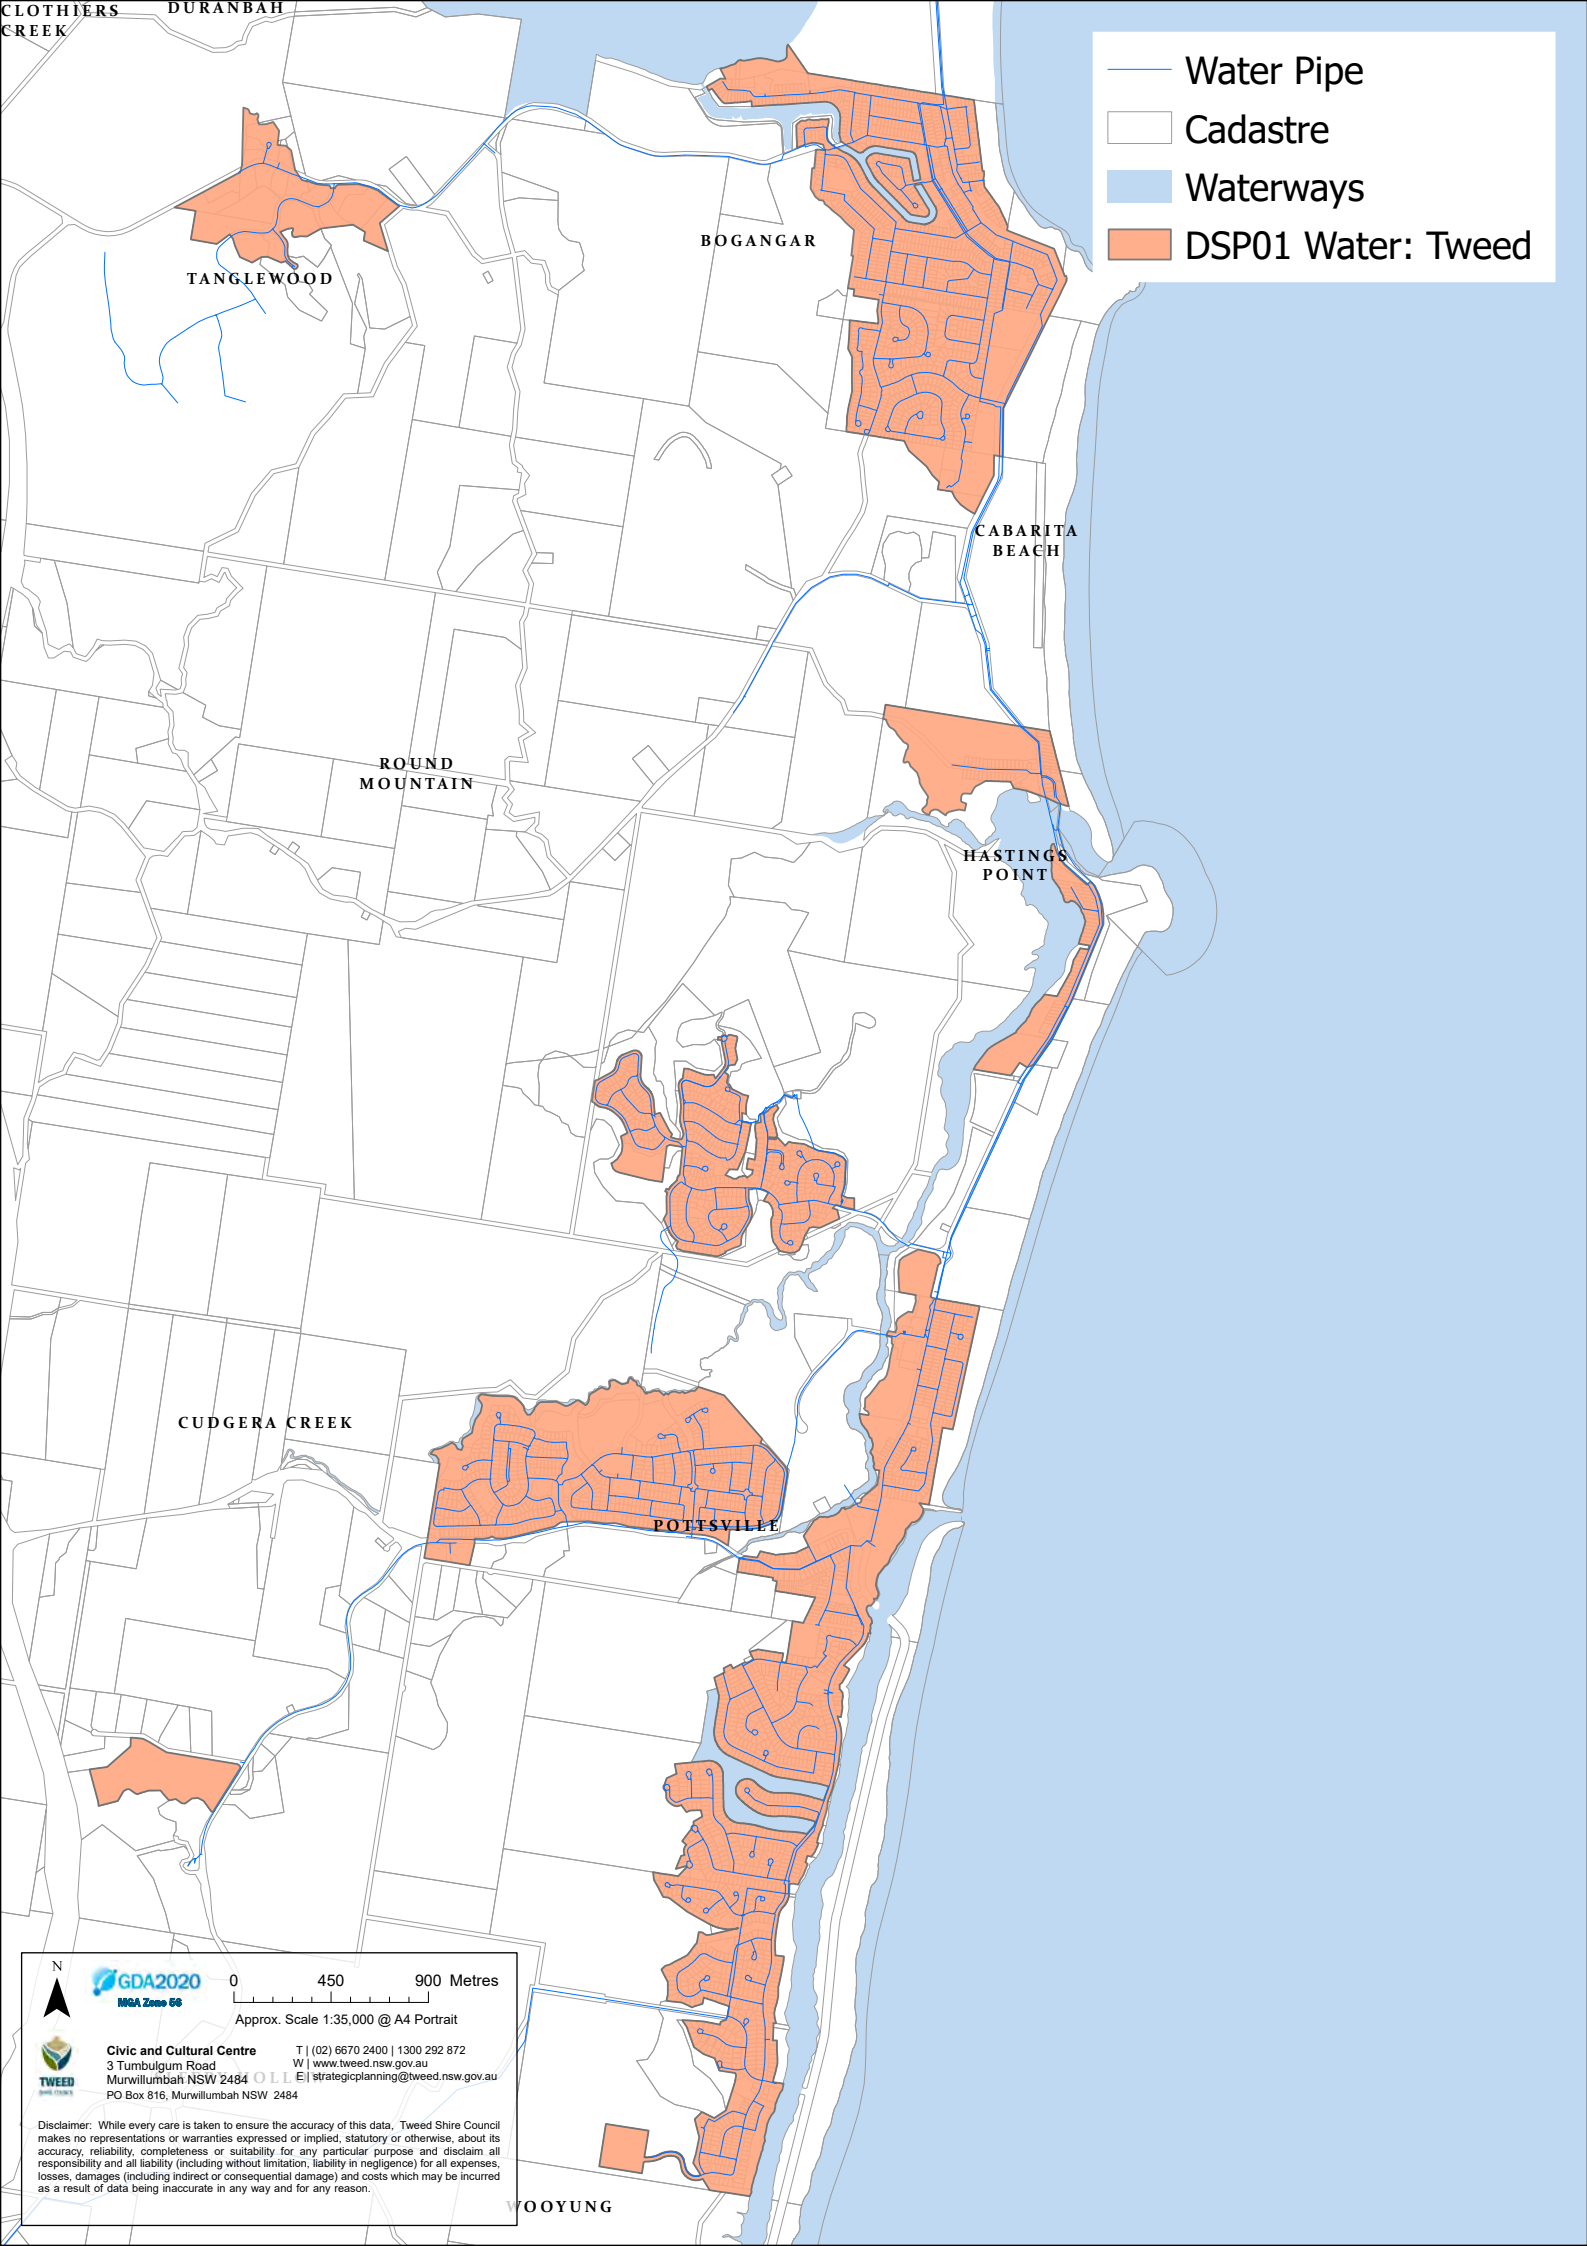 CLOTHIERS
CREEK
DURANBAH
Water Pipe
Cadastre
Waterways
DSP01 Water: Tweed
BOGANGAR
TANGLEWOOD
CABARITA
BEACH
ROUND
MOUNTAIN
HASTINGS
POINT
CUDGERA CREEK
POTTSVILLE
WOOYUNG
N
GDA2020
MGA Zone 56
0 450 900 Metres
Approx. Scale 1:35,000 @ A4 Portrait
TWEED
Civic and Cultural Centre
3 Tumbulgum Road
Murwillumbah NSW 2484
PO Box 816, Murwillumbah NSW 2484
T | (02) 6670 2400 | 1300 292 872
W | www.tweed.nsw.gov.au
E | strategicplanning@tweed.nsw.gov.au
Disclaimer: While every care is taken to ensure the accuracy of this data, Tweed Shire Council
makes no representations or warranties expressed or implied, statutory or otherwise, about its
accuracy, reliability, completeness or suitability for any particular purpose and disclaim all
responsibility and all liability (including without limitation, liability in negligence) for all expenses,
losses, damages (including indirect or consequential damage) and costs which may be incurred
as a result of data being inaccurate in any way and for any reason.